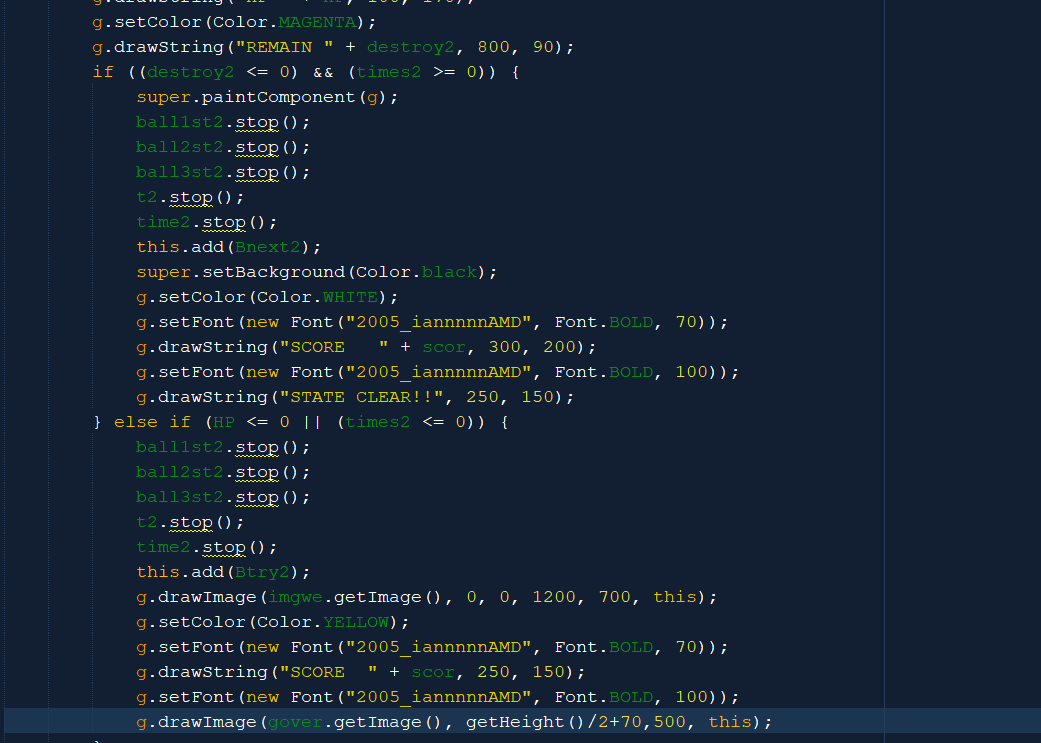 g.setColor(Color.MAGENTA);
g.drawString("REMAIN " + destroy2, 800, 90);
if ((destroy2 <= 0) && (times2 >= 0)) {
super.paintComponent(g);
ball1st2.stop();
ball2st2.stop();
ball3st2.stop();
t2.stop();
time2.stop();
this.add(Bnext2);
super.setBackground(Color.black);
g.setColor(Color.WHITE);
g.setFont(new Font("2005_iannnnnAMD", Font.BOLD, 70));
g.drawString("SCORE   " + scor, 300, 200);
g.setFont(new Font("2005_iannnnnAMD", Font.BOLD, 100));
g.drawString("STATE CLEAR!!", 250, 150);
} else if (HP <= 0 || (times2 <= 0)) {
ball1st2.stop();
ball2st2.stop();
ball3st2.stop();
t2.stop();
time2.stop();
this.add(Btry2);
g.drawImage(imgwe.getImage(), 0, 0, 1200, 700, this);
g.setColor(Color.YELLOW);
g.setFont(new Font("2005_iannnnnAMD", Font.BOLD, 70));
g.drawString("SCORE  " + scor, 250, 150);
g.setFont(new Font("2005_iannnnnAMD", Font.BOLD, 100));
g.drawImage(gover.getImage(), getHeight()/2+70,500, this);